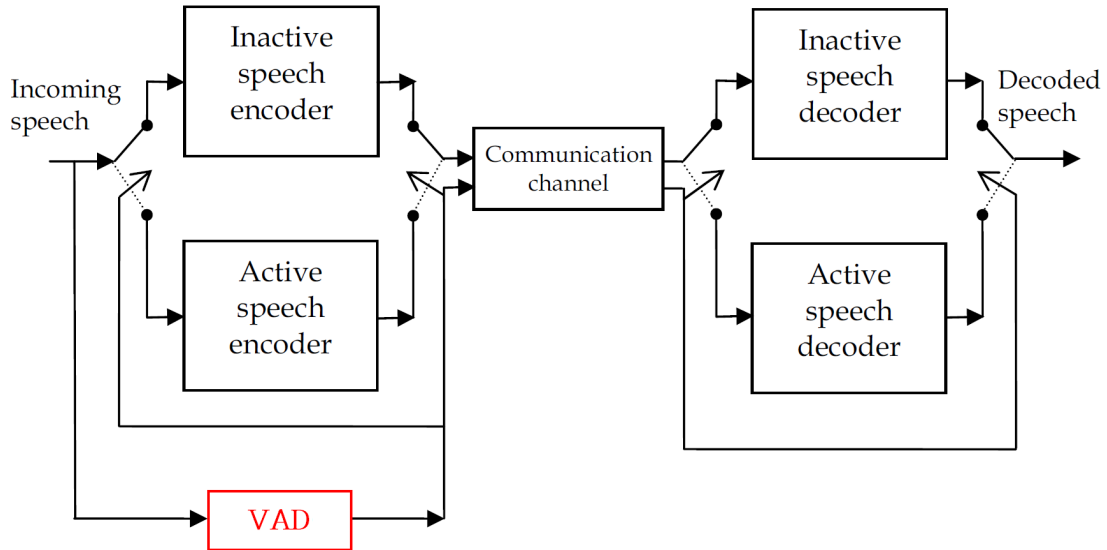 Incoming
speech
Inactive
speech
encoder
Active
speech
encoder
VAD
Communication
channel
Inactive
speech
decoder
Active
speech
decoder
Decoded
speech